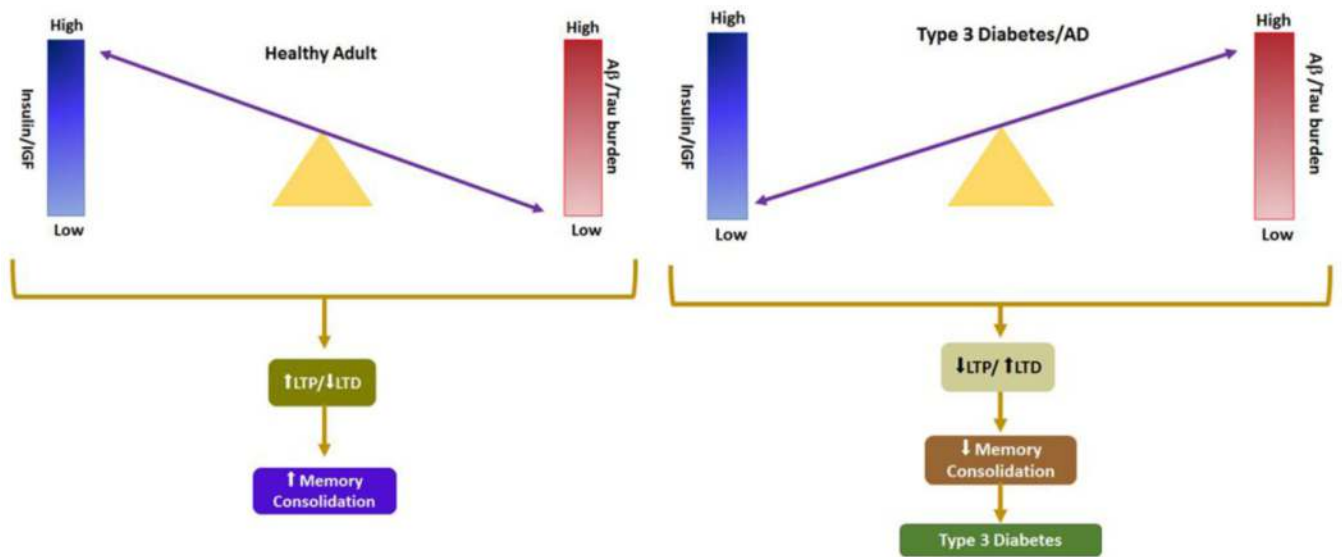 High
High
Healthy Adult
Insulin/IGF
Aβ /Tau burden
Low
Low
↑LTP/↓LTD
↑ Memory
Consolidation
High
High
Type 3 Diabetes/AD
Insulin/IGF
Aβ /Tau burden
Low
Low
↓LTP/ ↑LTD
↓ Memory
Consolidation
Type 3 Diabetes